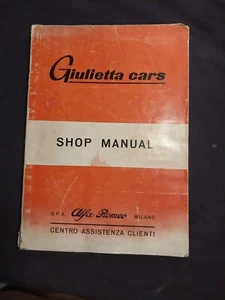 Giulietta cars
SHOP MANUAL
S.P.A. Alfa Romeo MILANO
CENTRO ASSISTENZA CLIENTI